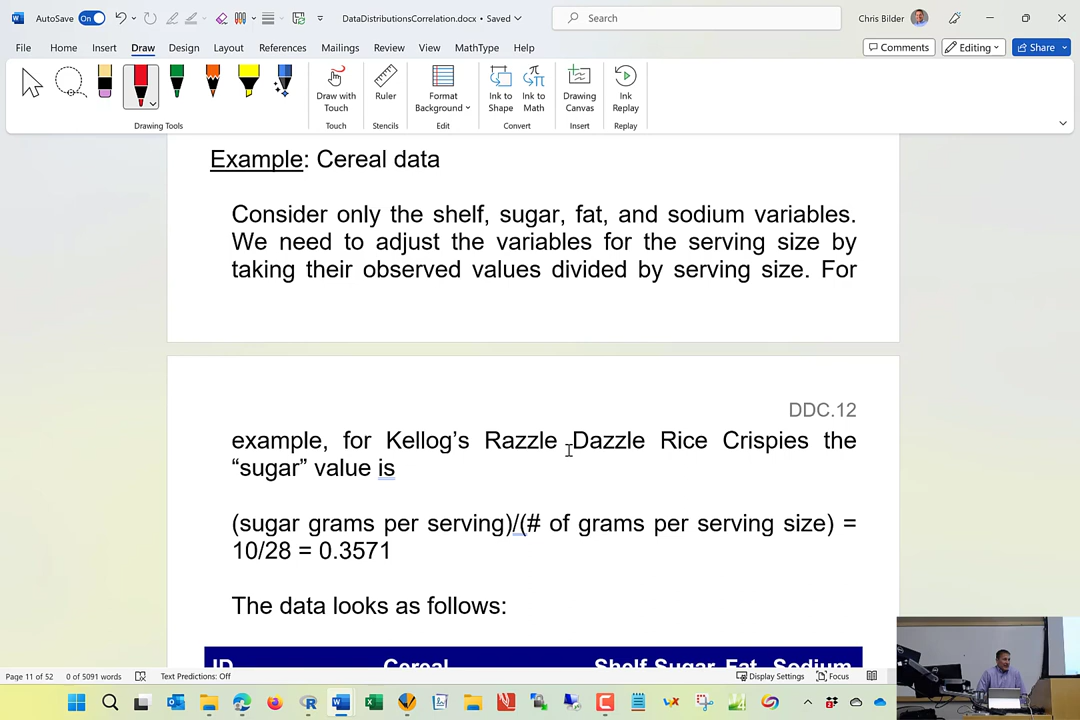 AutoSave On DataDistributionsCorrelation.docx • Saved Search Chris Bilder
File Home Insert Draw Design Layout References Mailings Review View MathType Help Comments Editing Share
Draw with Touch Ruler Format Background Ink to Shape Ink to Math Drawing Canvas Ink Replay
Drawing Tools Touch Stencils Edit Convert Insert Replay
Example: Cereal data
Consider only the shelf, sugar, fat, and sodium variables.
We need to adjust the variables for the serving size by
taking their observed values divided by serving size. For
DDC.12
example, for Kellog’s Razzle Dazzle Rice Crispies the
“sugar” value is
(sugar grams per serving)/(# of grams per serving size) =
10/28 = 0.3571
The data looks as follows:
ID Cereal Shelf Sugar Fat Sodium
Page 11 of 52 0 of 5091 words Text Predictions: Off Display Settings Focus